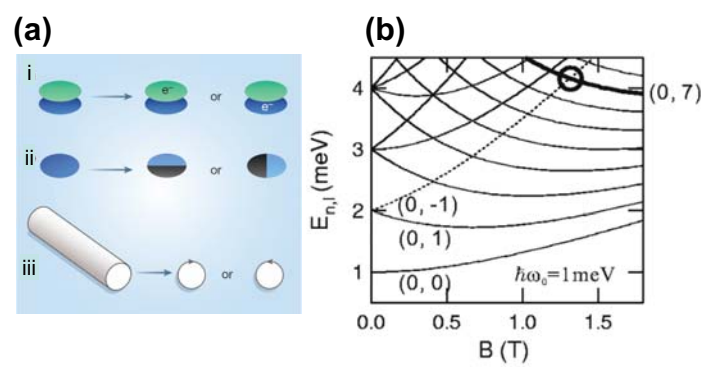 (a)
i
e⁻
or
e⁻
ii
or
iii
or
(b)
E n,l (meV)
4
3
2
1
(0, 7)
(0, -1)
(0, 1)
(0, 0)
ℏω₀=1meV
0.0
0.5
1.0
1.5
B (T)